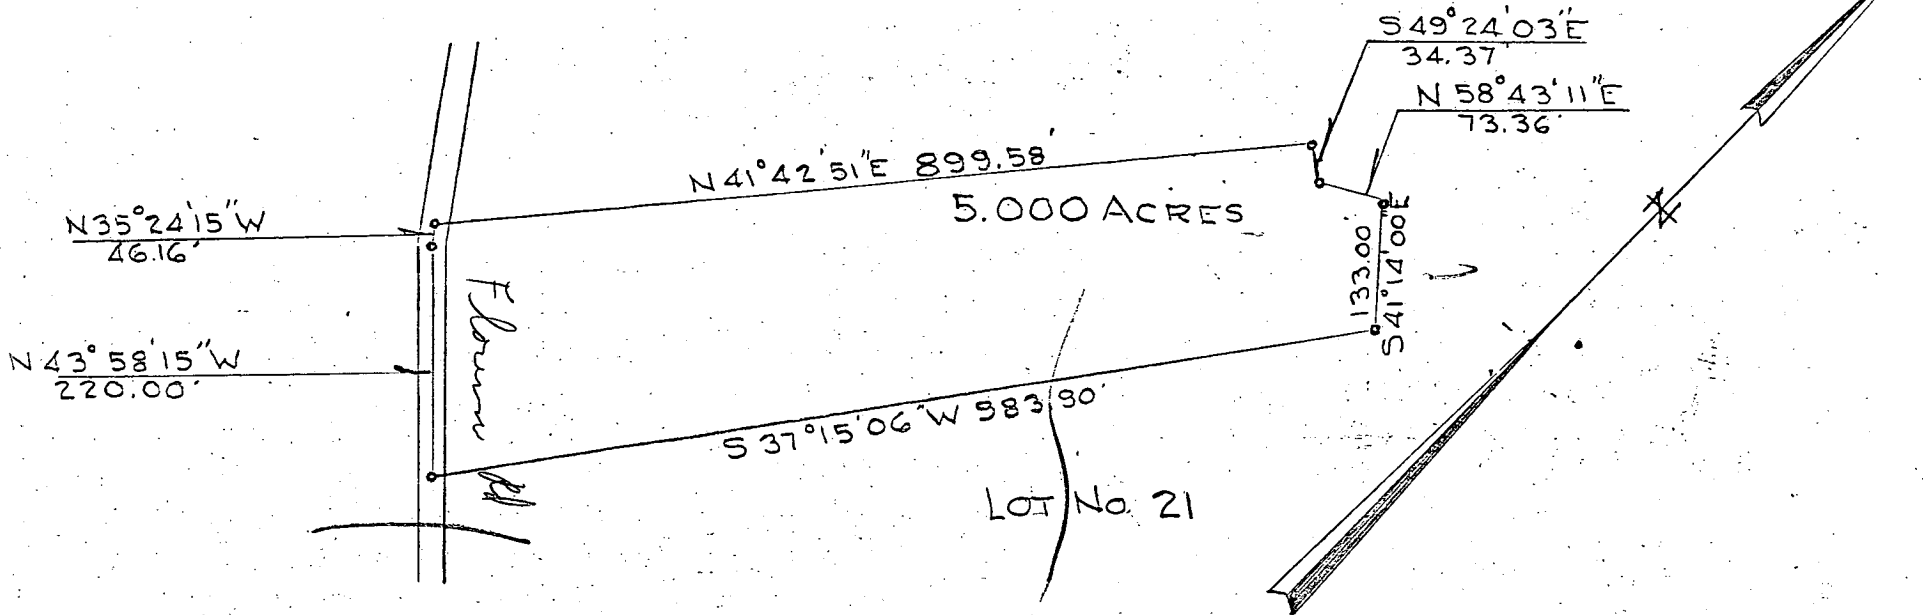 S 49°24'03"E
34.37'
N 58°43'11"E
73.36'
N 41°42'51"E 899.58'
5.000 ACRES
N 35°24'15"W
46.16'
133.00'
S 41°14'00"E
N 43°58'15"W
220.00'
Rd
S 37°15'06"W 983.90'
LOT No. 21